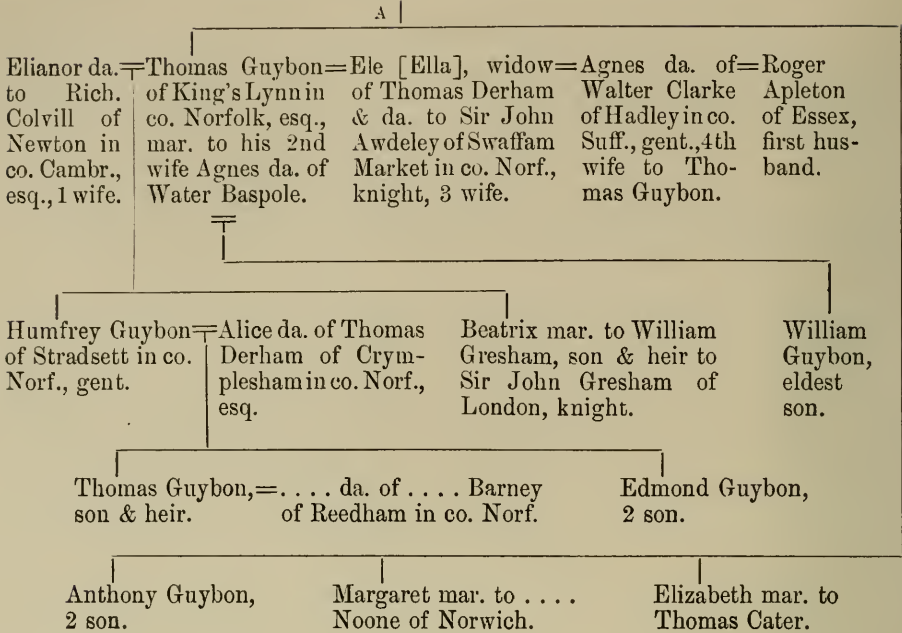 A
Elianor da.
to Rich.
Colvill of
Newton in
co. Cambr.,
esq., 1 wife.
Thomas Guybon
of King's Lynn in
co. Norfolk, esq.,
mar. to his 2nd
wife Agnes da. of
Water Baspole.
Ele [Ella], widow
of Thomas Derham
& da. to Sir John
Awdeley of Swaffam
Market in co. Norf.,
knight, 3 wife.
Agnes da. of
Walter Clarke
of Hadley in co.
Suff., gent., 4th
wife to Tho-
mas Guybon.
Roger
Apleton
of Essex,
first hus-
band.
Humfrey Guybon
of Stradsett in co.
Norf., gent.
Alice da. of Thomas
Derham of Crym-
plesham in co. Norf.,
esq.
Beatrix mar. to William
Gresham, son & heir to
Sir John Gresham of
London, knight.
William
Guybon,
eldest
son.
Thomas Guybon,
son & heir.
. . . . da. of . . . . Barney
of Reedham in co. Norf.
Edmond Guybon,
2 son.
Anthony Guybon,
2 son.
Margaret mar. to . . . .
Noone of Norwich.
Elizabeth mar. to
Thomas Cater.